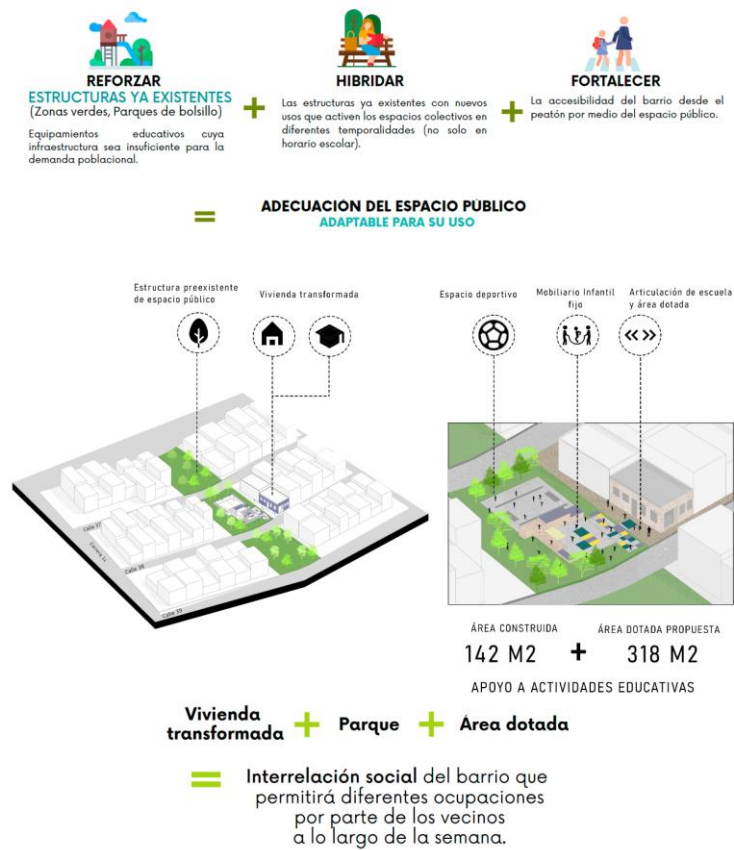 REFORZAR
ESTRUCTURAS YA EXISTENTES
(Zonas verdes, Parques de bolsillo)
Equipamientos educativos cuya
infraestructura sea insuficiente para la
demanda poblacional.
+
HIBRIDAR
Las estructuras ya existentes con nuevos
usos que activen los espacios colectivos en
diferentes temporalidades (no solo en
horario escolar).
+
FORTALECER
La accesibilidad del barrio desde el
peatón por medio del espacio público.
=
ADECUACIÓN DEL ESPACIO PÚBLICO
ADAPTABLE PARA SU USO
Estructura preexistente
de espacio público
Vivienda transformada
Espacio deportivo
Mobiliario Infantil
fijo
Articulación de escuela
y área dotada
Calle 37
Calle 38
Calle 39
ÁREA CONSTRUIDA
142 M2
+
ÁREA DOTADA PROPUESTA
318 M2
APOYO A ACTIVIDADES EDUCATIVAS
Vivienda
transformada
+
Parque
+
Área dotada
=
Interrelación social del barrio que
permitirá diferentes ocupaciones
por parte de los vecinos
a lo largo de la semana.